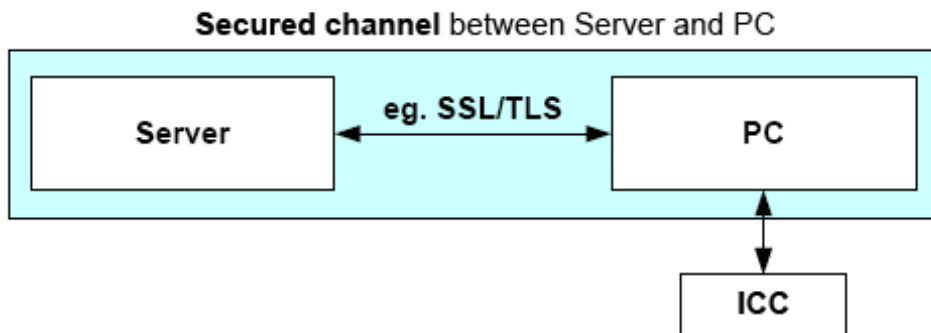 Secured channel between Server and PC
eg. SSL/TLS
Server
PC
ICC